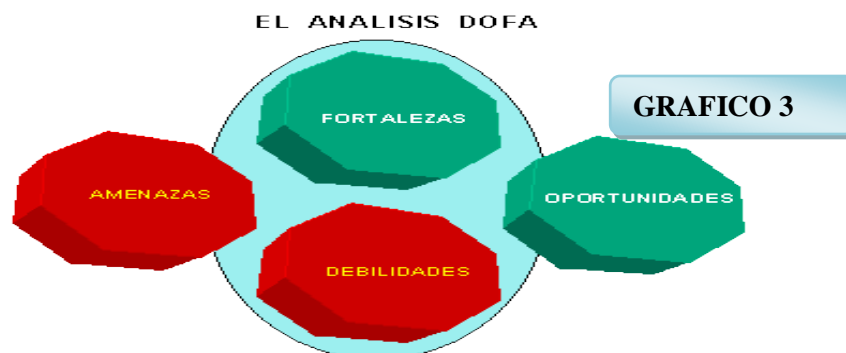 EL ANALISIS DOFA
FORTALEZAS
GRAFICO 3
AMENAZAS
OPORTUNIDADES
DEBILIDADES